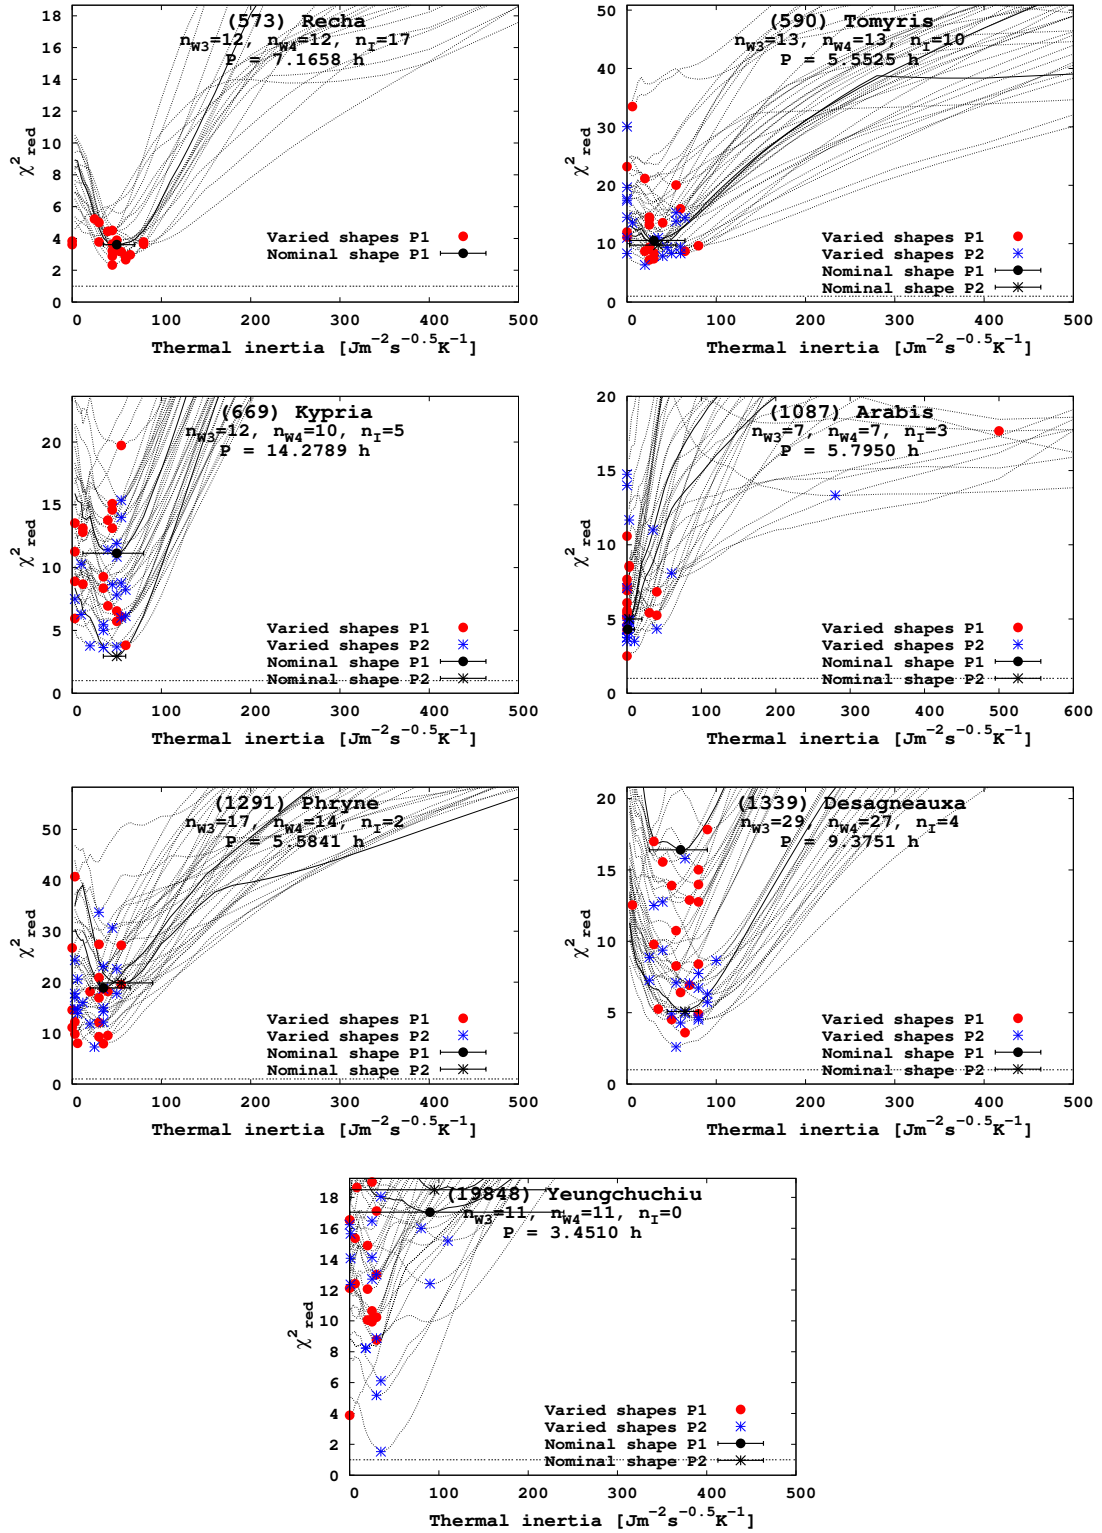 (573) Recha
n_W3=12, n_W4=12, n_I=17
P = 7.1658 h
18
16
14
12
10
8
6
4
2
0
χ²_red
Varied shapes P1
Nominal shape P1
0 100 200 300 400 500
Thermal inertia [Jm⁻²s⁻⁰·⁵K⁻¹]
(590) Tomyris
n_W3=13, n_W4=13, n_I=10
P = 5.5525 h
50
40
30
20
10
0
χ²_red
Varied shapes P1
Varied shapes P2
Nominal shape P1
Nominal shape P2
0 100 200 300 400 500
Thermal inertia [Jm⁻²s⁻⁰·⁵K⁻¹]
(669) Kypria
n_W3=12, n_W4=10, n_I=5
P = 14.2789 h
20
15
10
5
0
χ²_red
Varied shapes P1
Varied shapes P2
Nominal shape P1
Nominal shape P2
0 100 200 300 400 500
Thermal inertia [Jm⁻²s⁻⁰·⁵K⁻¹]
(1087) Arabis
n_W3=7, n_W4=7, n_I=3
P = 5.7950 h
20
15
10
5
0
χ²_red
Varied shapes P1
Varied shapes P2
Nominal shape P1
Nominal shape P2
0 100 200 300 400 500 600
Thermal inertia [Jm⁻²s⁻⁰·⁵K⁻¹]
(1291) Phryne
n_W3=17, n_W4=14, n_I=2
P = 5.5841 h
50
40
30
20
10
0
χ²_red
Varied shapes P1
Varied shapes P2
Nominal shape P1
Nominal shape P2
0 100 200 300 400 500
Thermal inertia [Jm⁻²s⁻⁰·⁵K⁻¹]
(1339) Desagneauxa
n_W3=29, n_W4=27, n_I=4
P = 9.3751 h
20
15
10
5
0
χ²_red
Varied shapes P1
Varied shapes P2
Nominal shape P1
Nominal shape P2
0 100 200 300 400 500
Thermal inertia [Jm⁻²s⁻⁰·⁵K⁻¹]
(19848) Yeungchuchiu
n_W3=11, n_W4=11, n_I=0
P = 3.4510 h
18
16
14
12
10
8
6
4
2
0
χ²_red
Varied shapes P1
Varied shapes P2
Nominal shape P1
Nominal shape P2
0 100 200 300 400 500
Thermal inertia [Jm⁻²s⁻⁰·⁵K⁻¹]